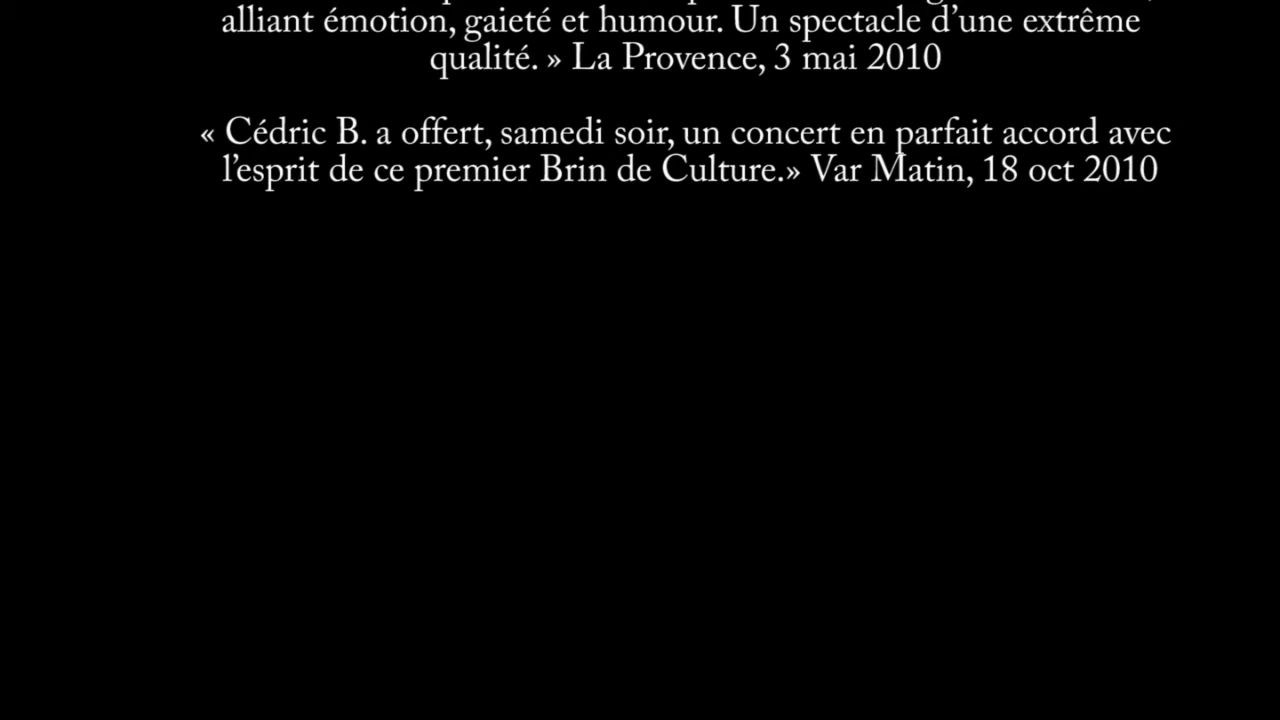 alliant émotion, gaieté et humour. Un spectacle d’une extrême
qualité. » La Provence, 3 mai 2010
« Cédric B. a offert, samedi soir, un concert en parfait accord avec
l’esprit de ce premier Brin de Culture.» Var Matin, 18 oct 2010